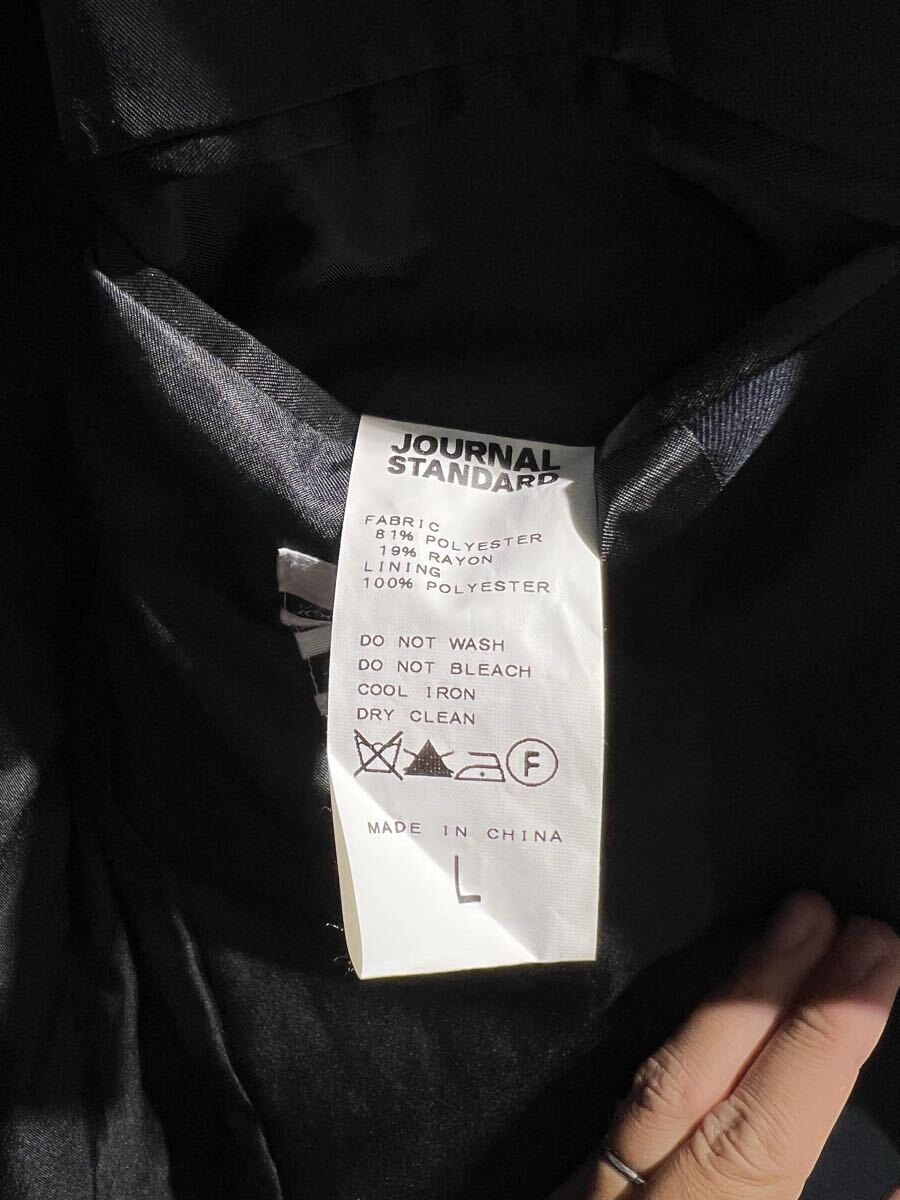 JOURNAL
STANDARD
FABRIC
81% POLYESTER
19% RAYON
LINING
100% POLYESTER
DO NOT WASH
DO NOT BLEACH
COOL IRON
DRY CLEAN
F
MADE IN CHINA
L